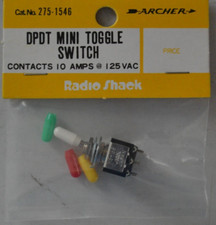 Cat. No. 275-1546
ARCHER
DPDT MINI TOGGLE
SWITCH
CONTACTS 10 AMPS @ 125 VAC
PRICE
Radio Shack